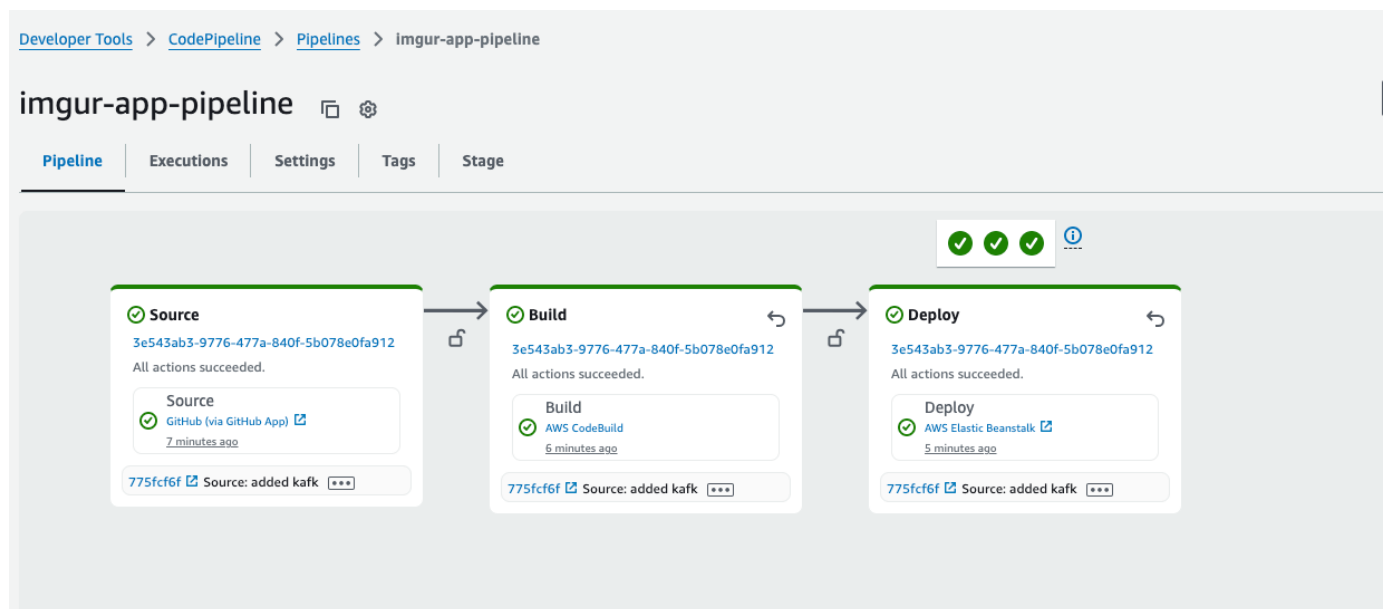 Developer Tools > CodePipeline > Pipelines > imgur-app-pipeline
imgur-app-pipeline
Pipeline Executions Settings Tags Stage
Source
3e543ab3-9776-477a-840f-5b078e0fa912
All actions succeeded.
Source
GitHub (via GitHub App)
7 minutes ago
775fcf6f Source: added kafk
Build
3e543ab3-9776-477a-840f-5b078e0fa912
All actions succeeded.
Build
AWS CodeBuild
6 minutes ago
775fcf6f Source: added kafk
Deploy
3e543ab3-9776-477a-840f-5b078e0fa912
All actions succeeded.
Deploy
AWS Elastic Beanstalk
5 minutes ago
775fcf6f Source: added kafk